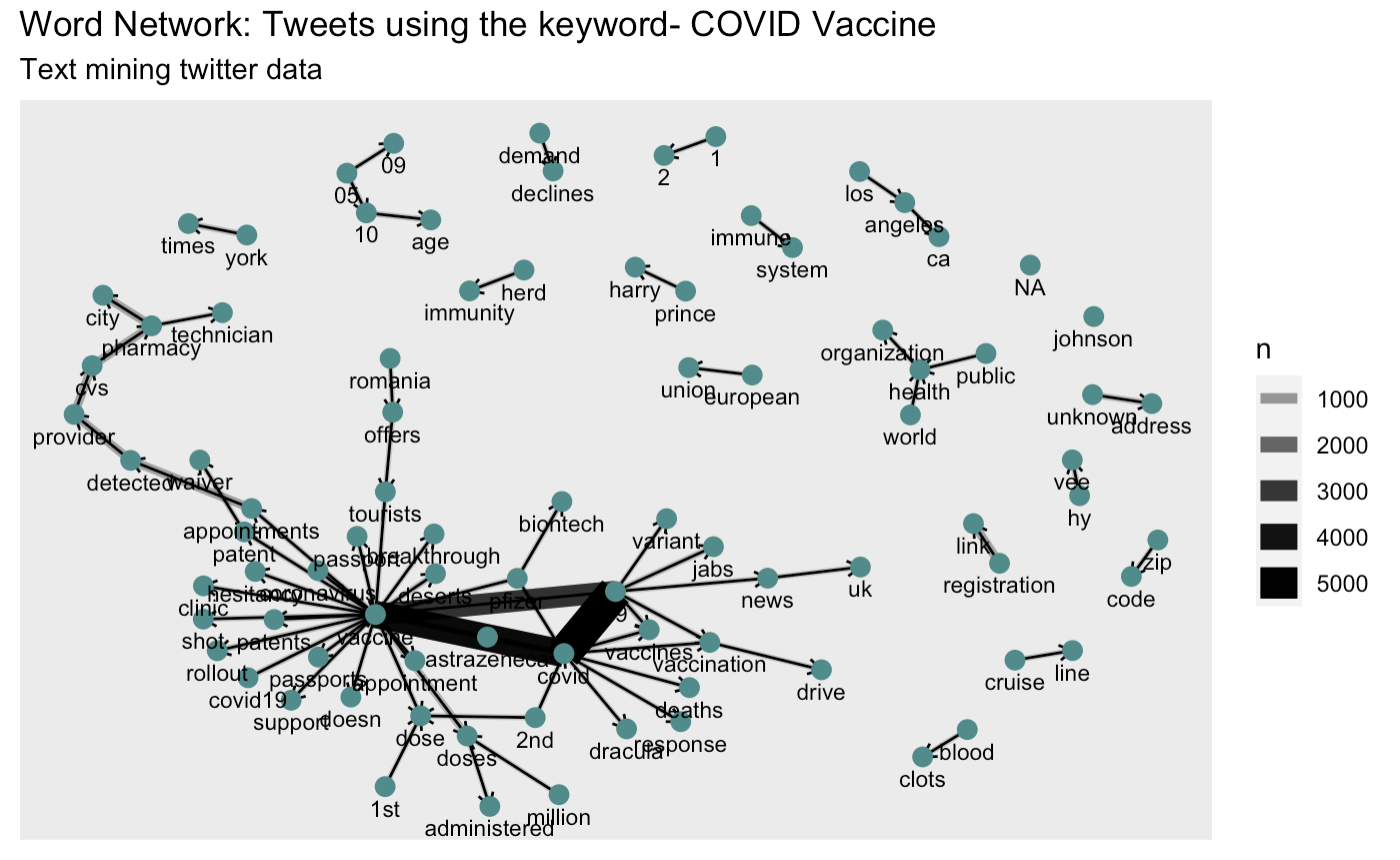 Word Network: Tweets using the keyword- COVID Vaccine
Text mining twitter data
09
demand
1
2
05
declines
los
10
age
times
york
immune
angeles
system
ca
NA
immunity
herd
harry
prince
city
pharmacy
technician
johnson
organization
public
health
world
cvs
romania
union
european
unknown
address
provider
offers
detected
waiver
vee
hy
tourists
appointments
patent
passport
breakthrough
biontech
variant
jabs
link
registration
zip
code
hesitancy
coronavirus
deserts
pfizer
19
news
uk
clinic
shot
patents
vaccine
astrazeneca
covid
vaccines
vaccination
rollout
passports
appointment
drive
cruise
line
covid19
support
doesn
deaths
dose
doses
2nd
dracula
response
blood
clots
1st
administered
million
n
1000
2000
3000
4000
5000